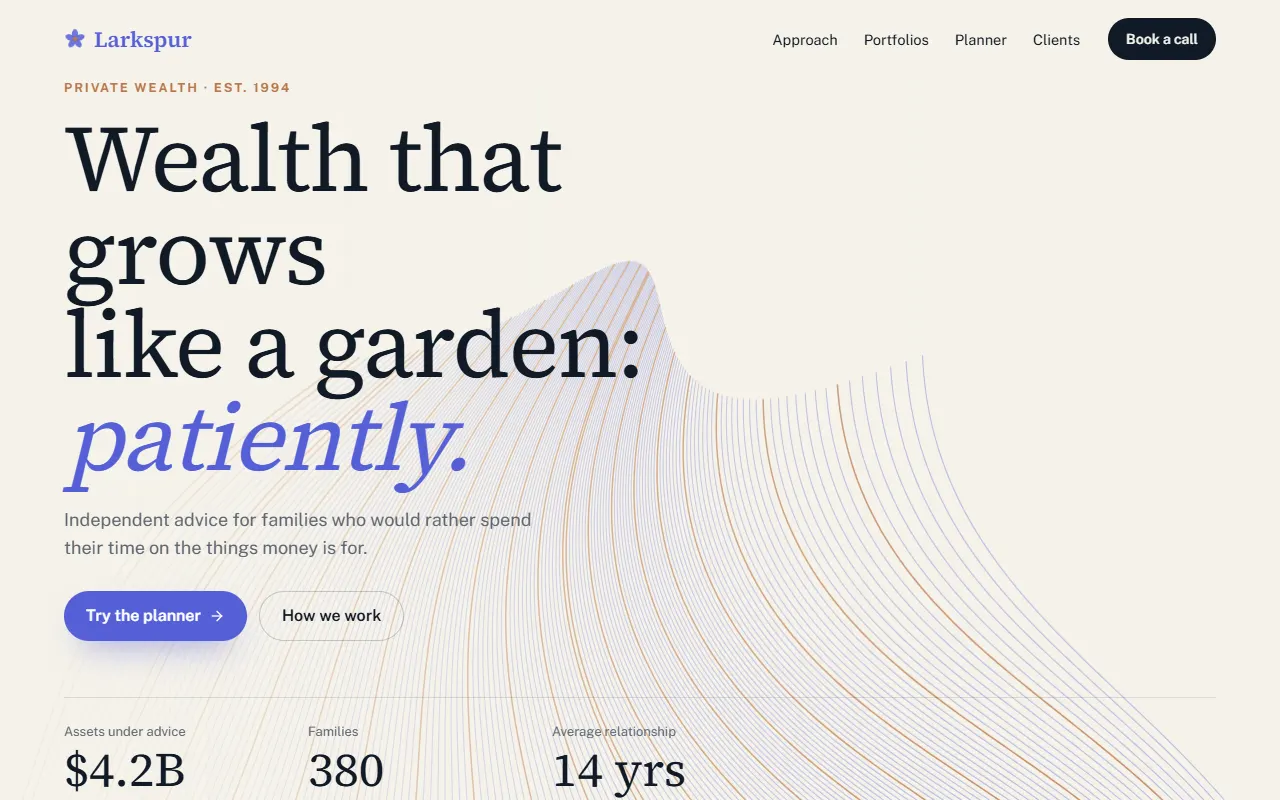 Larkspur
Approach Portfolios Planner Clients Book a call
PRIVATE WEALTH · EST. 1994
Wealth that
grows
like a garden:
patiently.
Independent advice for families who would rather spend
their time on the things money is for.
Try the planner →
How we work
Assets under advice
$4.2B
Families
380
Average relationship
14 yrs